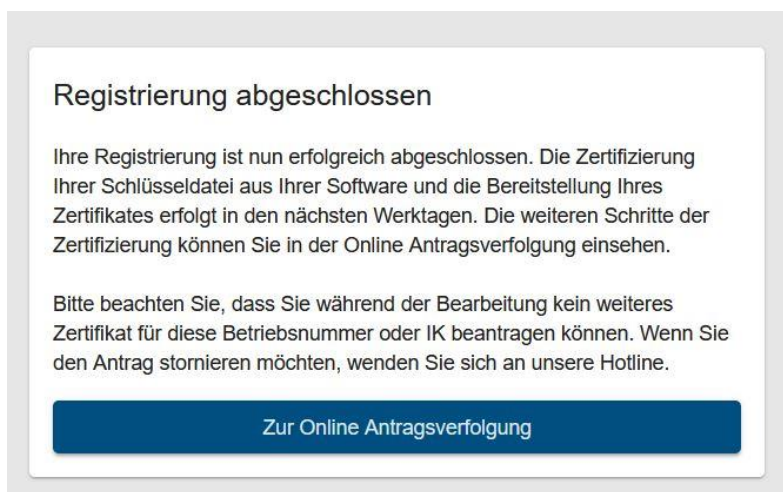 Registrierung abgeschlossen
Ihre Registrierung ist nun erfolgreich abgeschlossen. Die Zertifizierung
Ihrer Schlüsseldatei aus Ihrer Software und die Bereitstellung Ihres
Zertifikates erfolgt in den nächsten Werktagen. Die weiteren Schritte der
Zertifizierung können Sie in der Online Antragsverfolgung einsehen.
Bitte beachten Sie, dass Sie während der Bearbeitung kein weiteres
Zertifikat für diese Betriebsnummer oder IK beantragen können. Wenn Sie
den Antrag stornieren möchten, wenden Sie sich an unsere Hotline.
Zur Online Antragsverfolgung